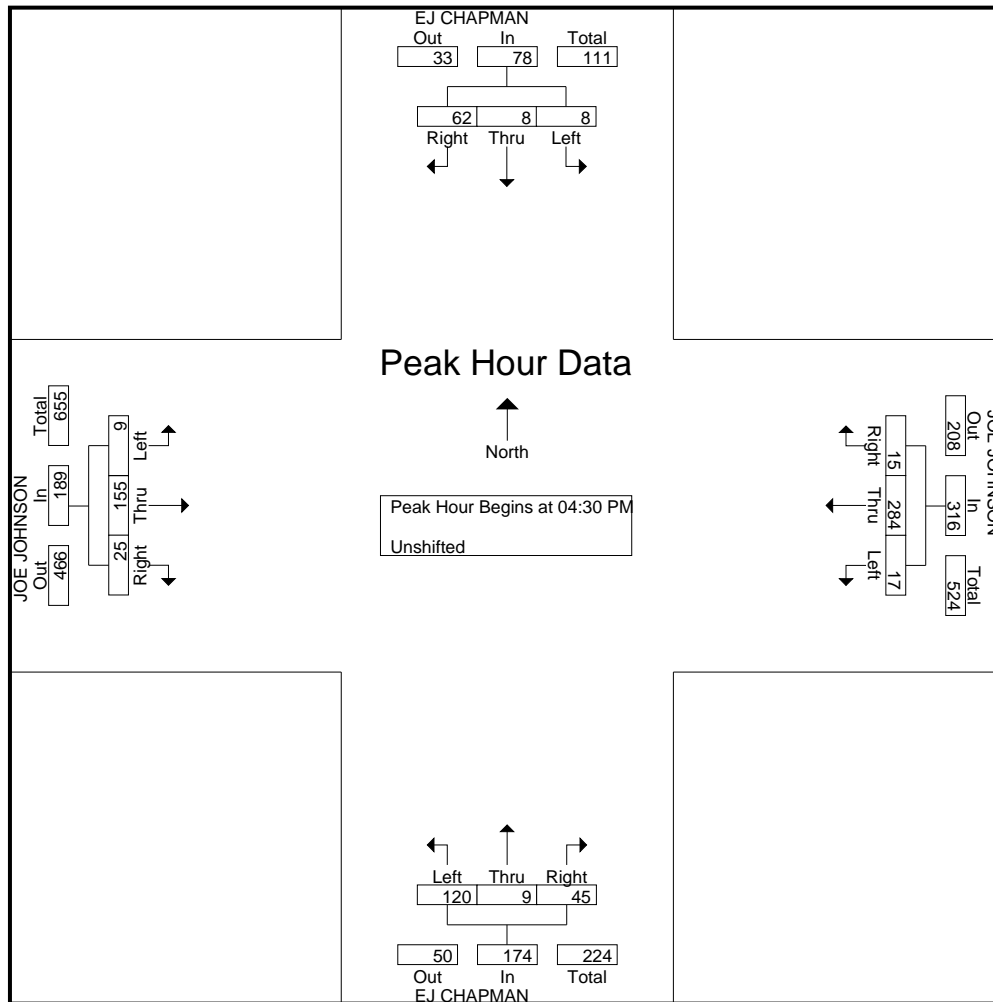 EJ CHAPMAN
Out In Total
33 78 111
62 8 8
Right Thru Left
Peak Hour Data
North
Peak Hour Begins at 04:30 PM
Unshifted
JOE JOHNSON
Out In Total
466 189 655
9 155 25
Left Thru Right
JOE JOHNSON
Out In Total
208 316 524
15 284 17
Right Thru Left
Left Thru Right
120 9 45
50 174 224
Out In Total
EJ CHAPMAN